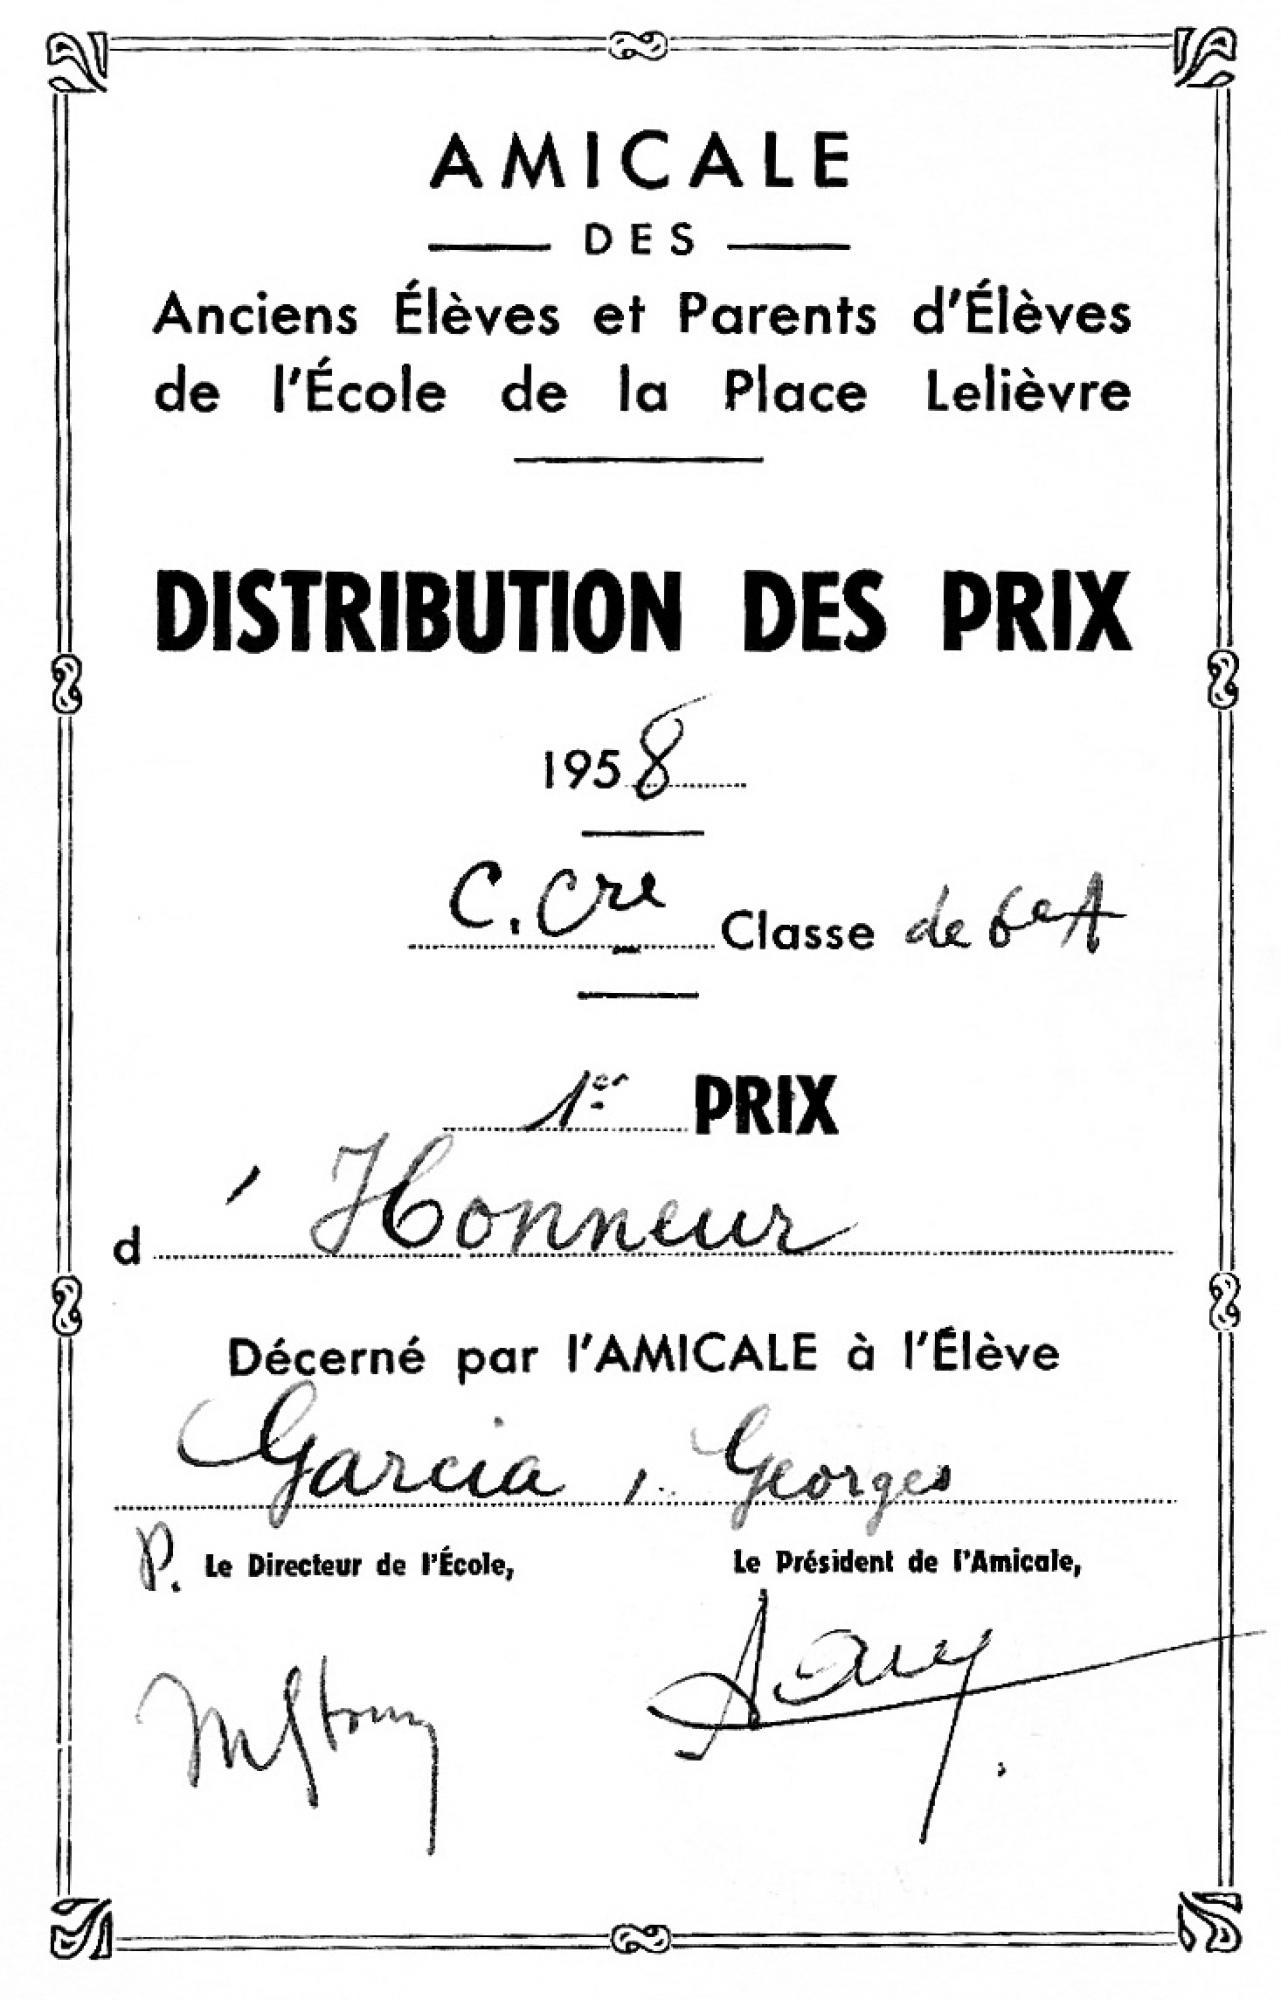 AMICALE
DES
Anciens Élèves et Parents d'Élèves
de l'École de la Place Lelièvre
DISTRIBUTION DES PRIX
1958
C. Cre Classe de 6e A
1er PRIX
d'Honneur
Décerné par l'AMICALE à l'Élève
Garcia, Georges
P. Le Directeur de l'École, Le Président de l'Amicale,